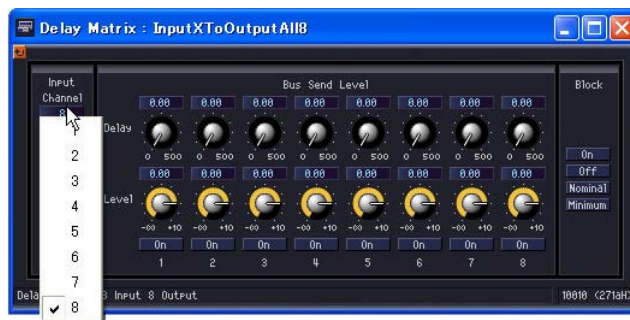 Delay Matrix : InputXToOutputAll8
Input
Channel
8
Bus Send Level
Block
0.00 0.00 0.00 0.00 0.00 0.00 0.00 0.00
Delay
0 500 0 500 0 500 0 500 0 500 0 500 0 500 0 500
0.00 0.00 0.00 0.00 0.00 0.00 0.00 0.00
Level
-∞ +10 -∞ +10 -∞ +10 -∞ +10 -∞ +10 -∞ +10 -∞ +10 -∞ +10
On On On On On On On On
1 2 3 4 5 6 7 8
On
Off
Nominal
Minimum
2
3
4
5
6
7
8
Input 8 Output
10010 (271aH)